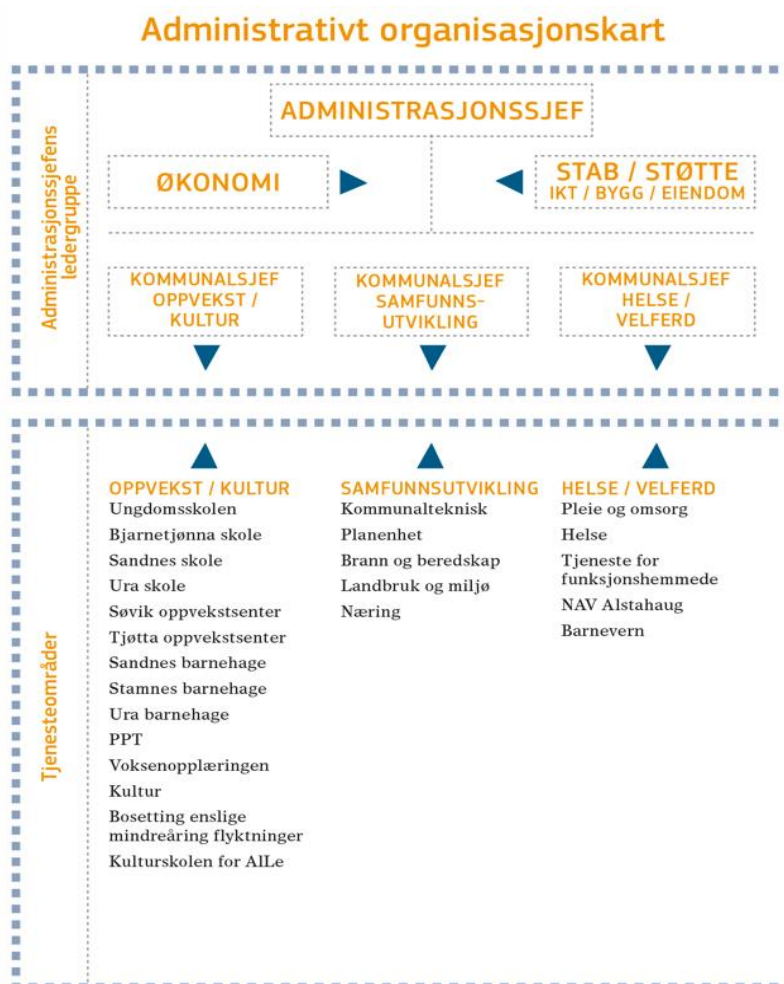 Administrativt organisasjonskart
Administrasjonssjefens
ledergruppe
ADMINISTRASJONSSJEF
ØKONOMI
STAB / STØTTE
IKT / BYGG / EIENDOM
KOMMUNALSJEF
OPPVEKST /
KULTUR
KOMMUNALSJEF
SAMFUNNS-
UTVIKLING
KOMMUNALSJEF
HELSE /
VELFERD
Tjenesteområder
OPPVEKST / KULTUR
Ungdomsskolen
Bjarnetjønna skole
Sandnes skole
Ura skole
Søvik oppvekstsenter
Tjøtta oppvekstsenter
Sandnes barnehage
Stamnes barnehage
Ura barnehage
PPT
Voksenopplæringen
Kultur
Bosetting enslige
mindreåring flyktninger
Kulturskolen for AlLe
SAMFUNNSUTVIKLING
Kommunalteknisk
Planenhet
Brann og beredskap
Landbruk og miljø
Næring
HELSE / VELFERD
Pleie og omsorg
Helse
Tjeneste for
funksjonshemmede
NAV Alstahaug
Barnevern